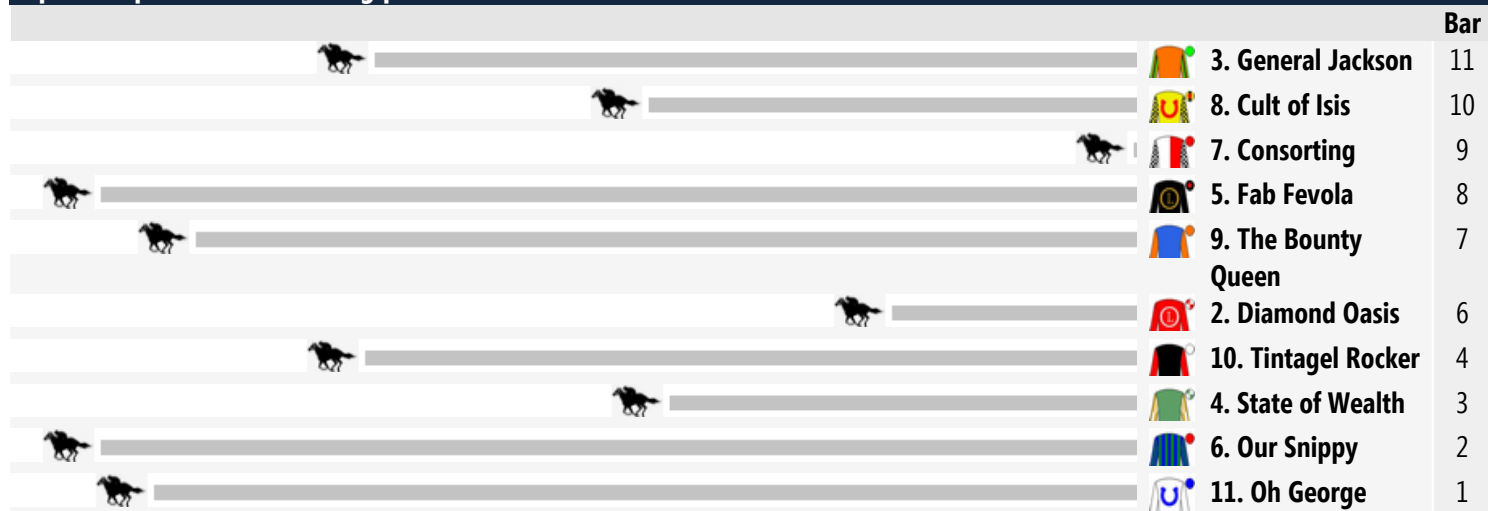 Bar
3. General Jackson 11
8. Cult of Isis 10
7. Consorting 9
5. Fab Fevola 8
9. The Bounty 7
Queen
2. Diamond Oasis 6
10. Tintagel Rocker 4
4. State of Wealth 3
6. Our Snippy 2
11. Oh George 1